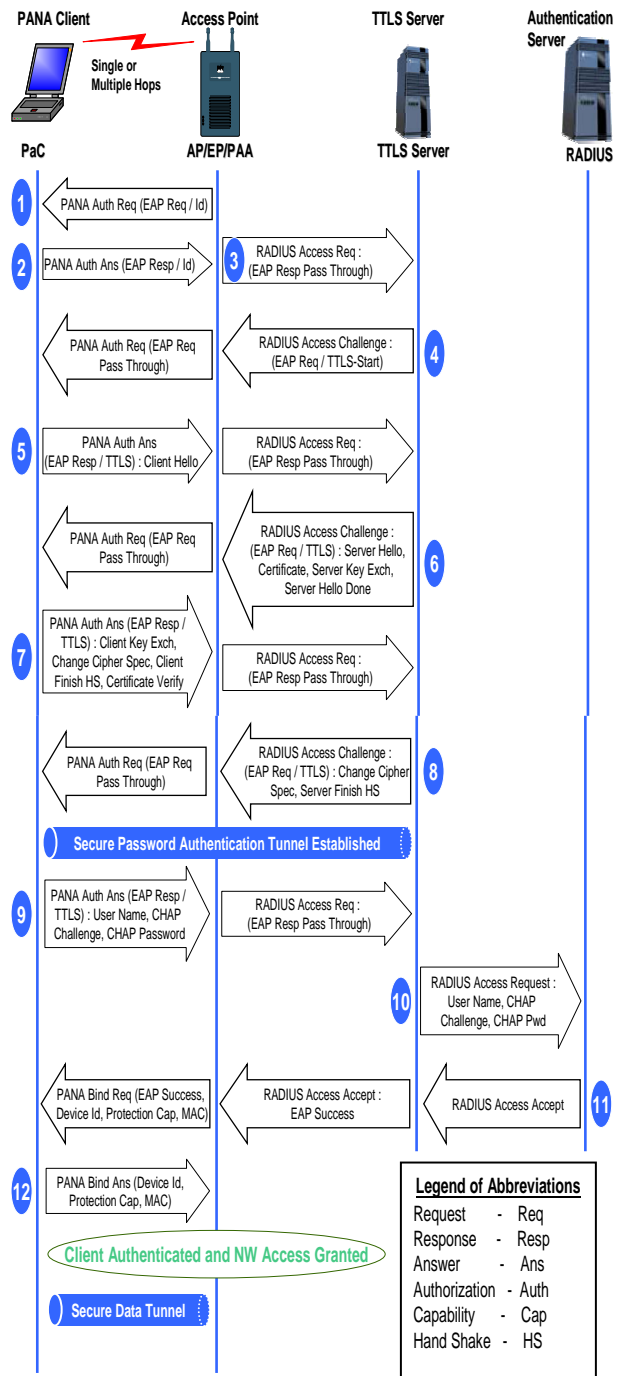 PANA Client
Access Point
TTLS Server
Authentication
Server
Single or
Multiple Hops
PaC
AP/EP/PAA
TTLS Server
RADIUS
1
PANA Auth Req (EAP Req / Id)
2
PANA Auth Ans (EAP Resp / Id)
3
RADIUS Access Req :
(EAP Resp Pass Through)
PANA Auth Req (EAP Req
Pass Through)
RADIUS Access Challenge :
(EAP Req / TTLS-Start)
4
5
PANA Auth Ans
(EAP Resp / TTLS) : Client Hello
RADIUS Access Req :
(EAP Resp Pass Through)
PANA Auth Req (EAP Req
Pass Through)
RADIUS Access Challenge :
(EAP Req / TTLS) : Server Hello,
Certificate, Server Key Exch,
Server Hello Done
6
7
PANA Auth Ans (EAP Resp /
TTLS) : Client Key Exch,
Change Cipher Spec, Client
Finish HS, Certificate Verify
RADIUS Access Req :
(EAP Resp Pass Through)
PANA Auth Req (EAP Req
Pass Through)
RADIUS Access Challenge :
(EAP Req / TTLS) : Change Cipher
Spec, Server Finish HS
8
Secure Password Authentication Tunnel Established
9
PANA Auth Ans (EAP Resp /
TTLS) : User Name, CHAP
Challenge, CHAP Password
RADIUS Access Req :
(EAP Resp Pass Through)
10
RADIUS Access Request :
User Name, CHAP
Challenge, CHAP Pwd
PANA Bind Req (EAP Success,
Device Id, Protection Cap, MAC)
RADIUS Access Accept :
EAP Success
RADIUS Access Accept
11
12
PANA Bind Ans (Device Id,
Protection Cap, MAC)
Client Authenticated and NW Access Granted
Secure Data Tunnel
Legend of Abbreviations
Request - Req
Response - Resp
Answer - Ans
Authorization - Auth
Capability - Cap
Hand Shake - HS